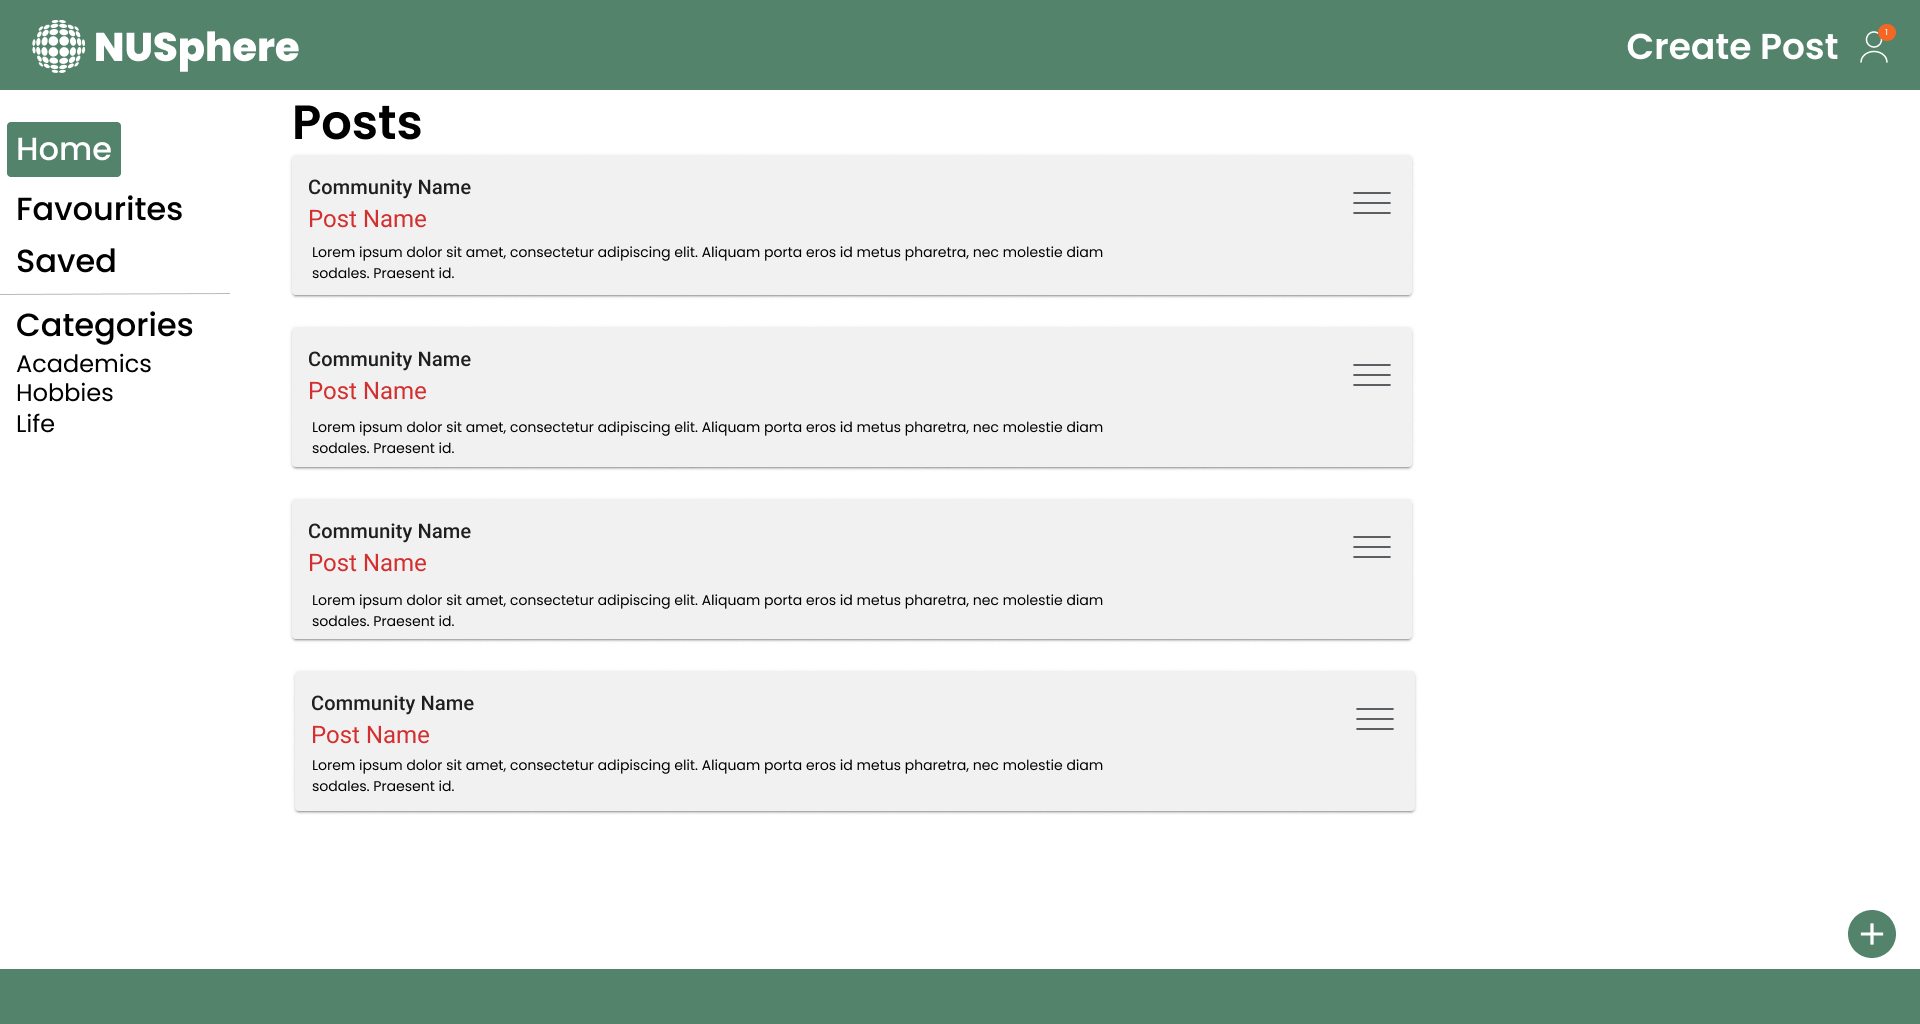 NUSphere
Create Post
1
Home
Favourites
Saved
Categories
Academics
Hobbies
Life
Posts
Community Name
Post Name
Lorem ipsum dolor sit amet, consectetur adipiscing elit. Aliquam porta eros id metus pharetra, nec molestie diam
sodales. Praesent id.
Community Name
Post Name
Lorem ipsum dolor sit amet, consectetur adipiscing elit. Aliquam porta eros id metus pharetra, nec molestie diam
sodales. Praesent id.
Community Name
Post Name
Lorem ipsum dolor sit amet, consectetur adipiscing elit. Aliquam porta eros id metus pharetra, nec molestie diam
sodales. Praesent id.
Community Name
Post Name
Lorem ipsum dolor sit amet, consectetur adipiscing elit. Aliquam porta eros id metus pharetra, nec molestie diam
sodales. Praesent id.